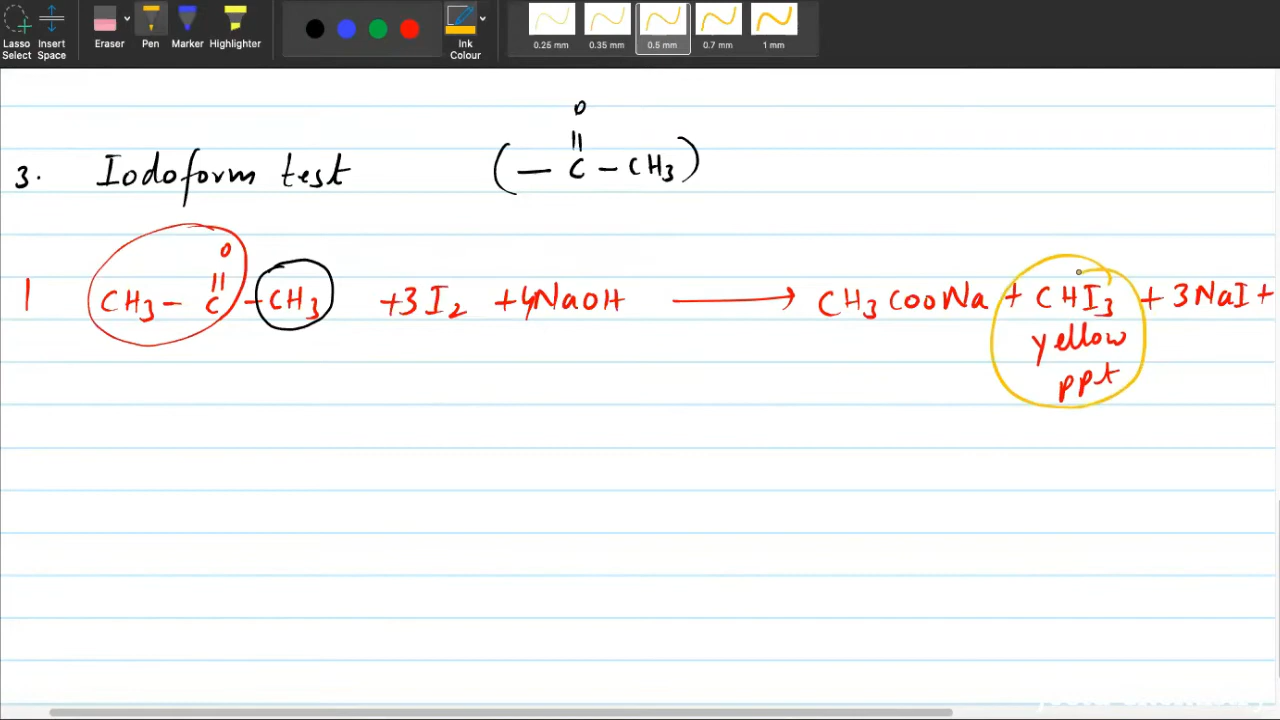 Lasso Select
Insert Space
Eraser
Pen
Marker
Highlighter
Ink Colour
0.25 mm
0.35 mm
0.5 mm
0.7 mm
1 mm
3. Iodoform test
O
||
(— C – CH3)
O
||
1 CH3 – C – CH3 + 3 I2 + 4NaOH ⟶ CH3COONa + CHI3 + 3NaI +
yellow
ppt